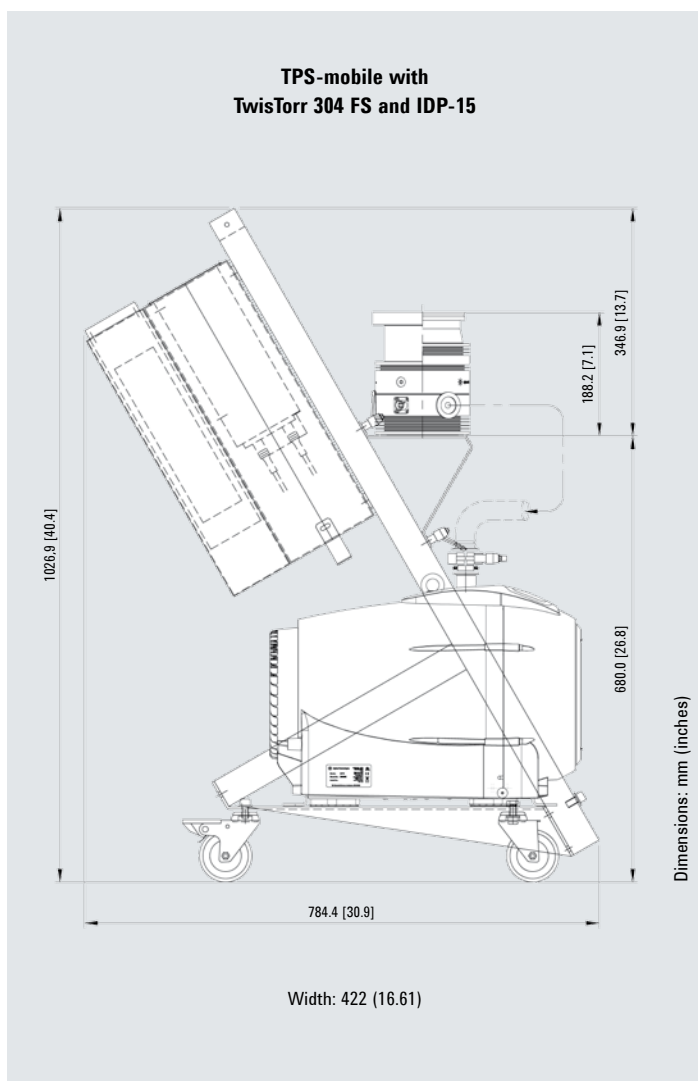 TPS-mobile with
TwisTorr 304 FS and IDP-15
346.9 [13.7]
188.2 [7.1]
1026.9 [40.4]
680.0 [26.8]
Dimensions: mm (inches)
784.4 [30.9]
Width: 422 (16.61)